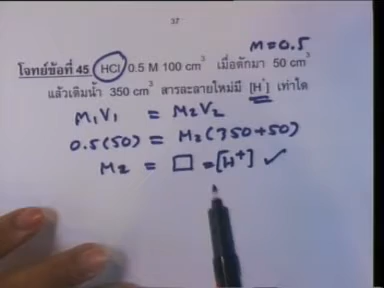 37
M = 0.5
โจทย์ข้อที่ 45 HCl 0.5 M 100 cm³ เมื่อตักมา 50 cm³
แล้วเติมน้ำ 350 cm³ สารละลายใหม่มี [H⁺] เท่าใด
M₁V₁ = M₂V₂
0.5(50) = M₂(350+50)
M₂ = □ = [H⁺] ✓